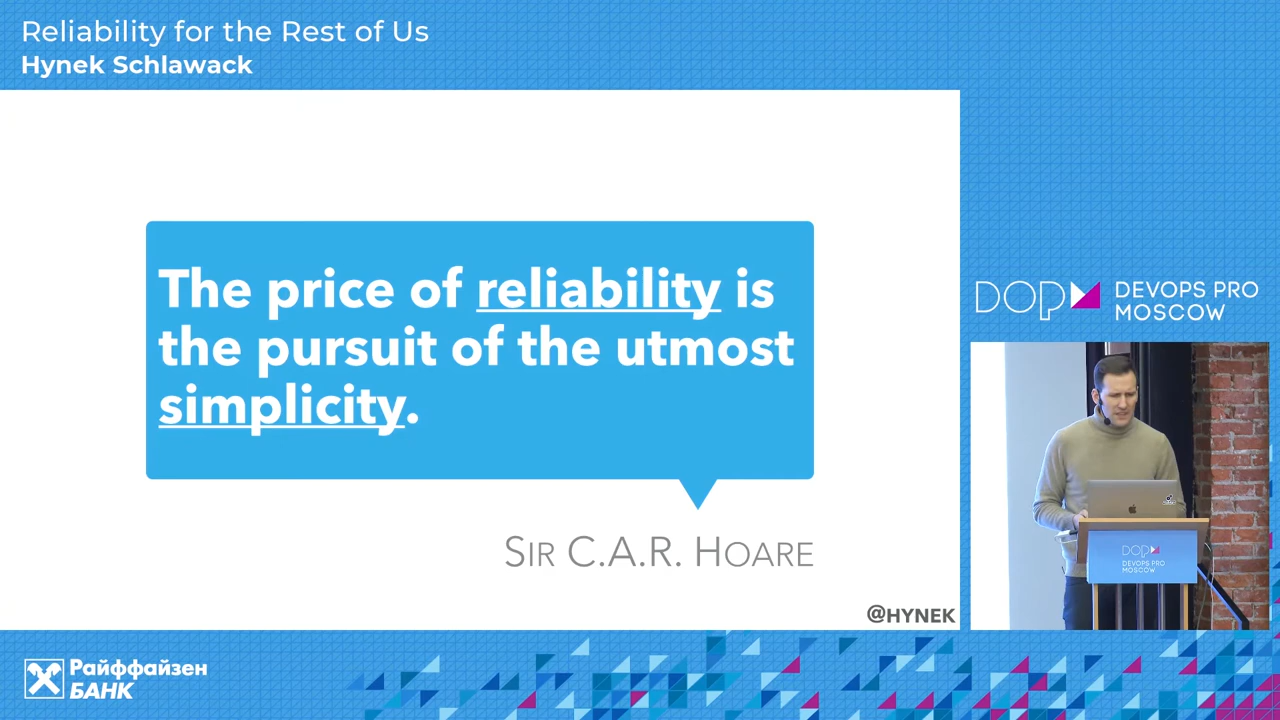 Reliability for the Rest of Us
Hynek Schlawack
The price of reliability is
the pursuit of the utmost
simplicity.
Sir C.A.R. Hoare
@HYNEK
DOP
DEVOPS PRO
MOSCOW
DOP
DEVOPS PRO
MOSCOW
Райффайзен
БАНК